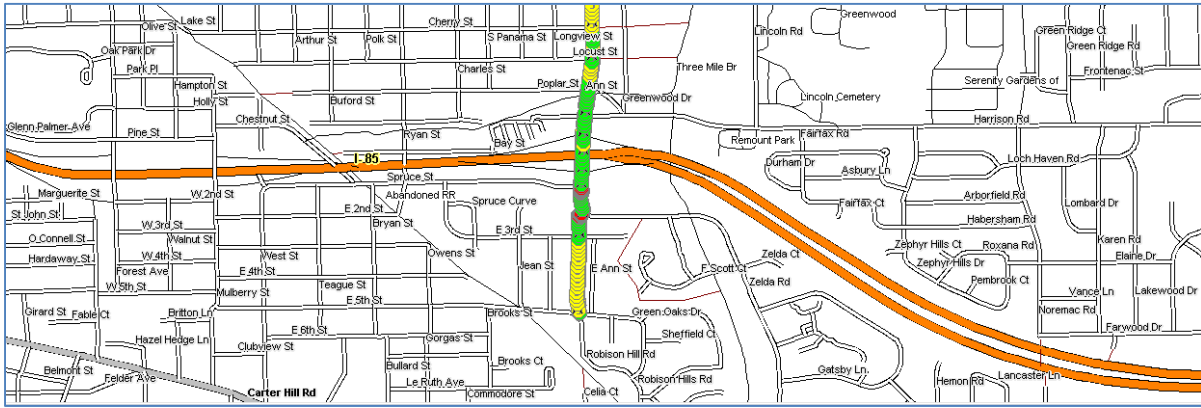 Lake St
Olive St
Cherry St
Greenwood
Arthur St
Polk St
S Panama St
Longview St
Lincoln Rd
Green Ridge Ct
Green Ridge Rd
Oak Park Dr
Locust St
Park Pl
Charles St
Three Mile Br
Frontenac St
Hampton St
Poplar St
Ann St
Serenity Gardens of
Holly St
Buford St
Greenwood Dr
Lincoln Cemetery
Chestnut St
Harrison Rd
Glenn Palmer Ave
Pine St
Ryan St
Bay St
Remount Park
Fairfax Rd
I- 85
Durham Dr
Loch Haven Rd
Asbury Ln
Spruce St
Marguerite St
W 2nd St
Abandoned RR
Arborfield Rd
St John St
E 2nd St
Spruce Curve
Fairfax Ct
Lombard Dr
W 3rd St
Bryan St
Habersham Rd
O Connell St
Walnut St
E 3rd St
Karen Rd
Zephyr Hills Ct
Roxana Rd
Hardaway St
W 4th St
West St
Owens St
Zelda Ct
Elaine Dr
Forest Ave
E 4th St
Jean St
E Ann St
F Scott Ct
Zephyr Hills Dr
W 5th St
Teague St
Zelda Rd
Pembrook Ct
Mulberry St
Vance Ln
Lakewood Dr
E 5th St
Girard St
Fable Ct
Britton Ln
Brooks St
Green Oaks Dr
Noremac Rd
E 6th St
Sheffield Ct
Farwood Dr
Hazel Hedge Ln
Clubview St
Gorgas St
Robison Hill Rd
Belmont St
Bullard St
Brooks Ct
Gatsby Ln
Felder Ave
Le Ruth Ave
Robison Hills Rd
Hemon Rd
Lancaster Ln
Carter Hill Rd
Commodore St
Celia Ct